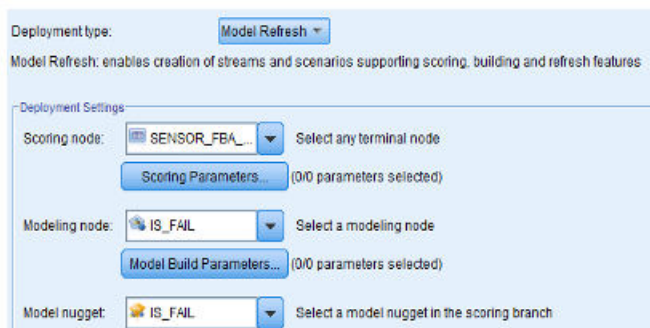 Deployment type: Model Refresh
Model Refresh: enables creation of streams and scenarios supporting scoring, building and refresh features
Deployment Settings
Scoring node: SENSOR_FBA_... Select any terminal node
Scoring Parameters... (0/0 parameters selected)
Modeling node: IS_FAIL Select a modeling node
Model Build Parameters... (0/0 parameters selected)
Model nugget: IS_FAIL Select a model nugget in the scoring branch